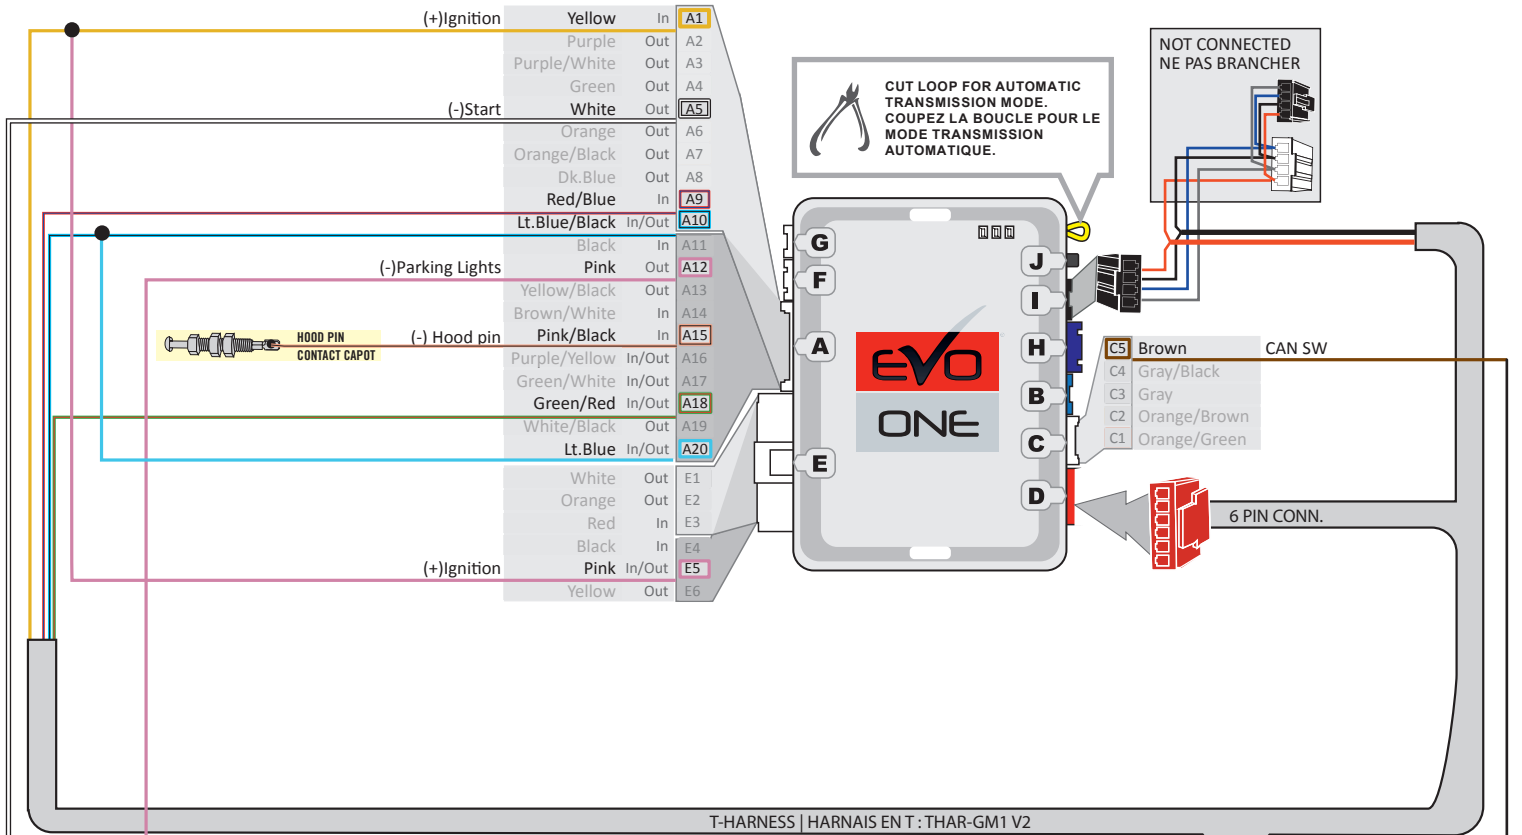 (+)Ignition Yellow In A1
Purple Out A2
Purple/White Out A3
Green Out A4
(-)Start White Out A5
Orange Out A6
Orange/Black Out A7
Dk.Blue Out A8
Red/Blue In A9
Lt.Blue/Black In/Out A10
Black In A11
(-)Parking Lights Pink Out A12
Yellow/Black Out A13
Brown/White In A14
HOOD PIN
CONTACT CAPOT
(-) Hood pin Pink/Black In A15
Purple/Yellow In/Out A16
Green/White In/Out A17
Green/Red In/Out A18
White/Black Out A19
Lt.Blue In/Out A20
White Out E1
Orange Out E2
Red In E3
Black In E4
(+)Ignition Pink In/Out E5
Yellow Out E6
CUT LOOP FOR AUTOMATIC
TRANSMISSION MODE.
COUPEZ LA BOUCLE POUR LE
MODE TRANSMISSION
AUTOMATIQUE.
NOT CONNECTED
NE PAS BRANCHER
G
F
A
E
J
I
H
B
C
D
EVO
ONE
C5 Brown CAN SW
C4 Gray/Black
C3 Gray
C2 Orange/Brown
C1 Orange/Green
6 PIN CONN.
T-HARNESS | HARNAIS EN T : THAR-GM1 V2